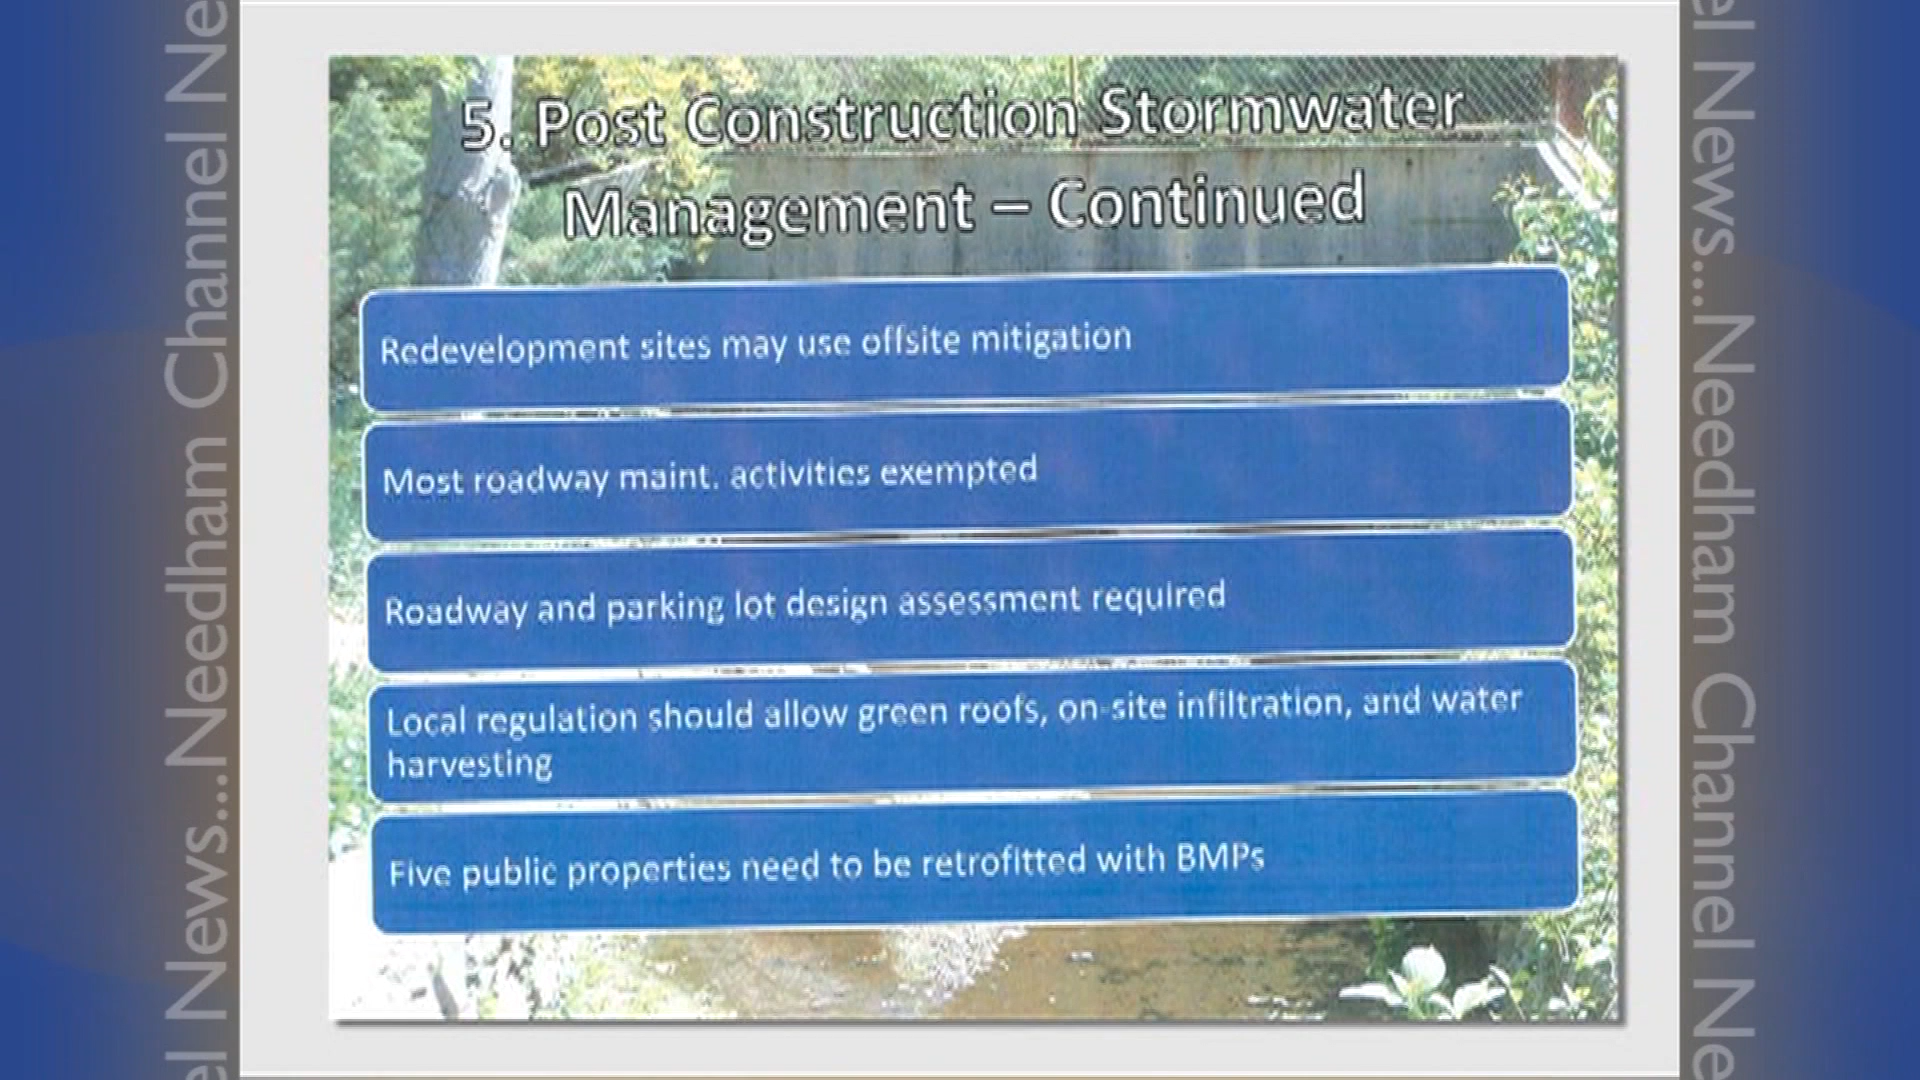 5. Post Construction Stormwater
Management – Continued
Redevelopment sites may use offsite mitigation
Most roadway maint. activities exempted
Roadway and parking lot design assessment required
Local regulation should allow green roofs, on-site infiltration, and water
harvesting
Five public properties need to be retrofitted with BMPs
el News...Needham Channel Ne
el News...Needham Channel Ne